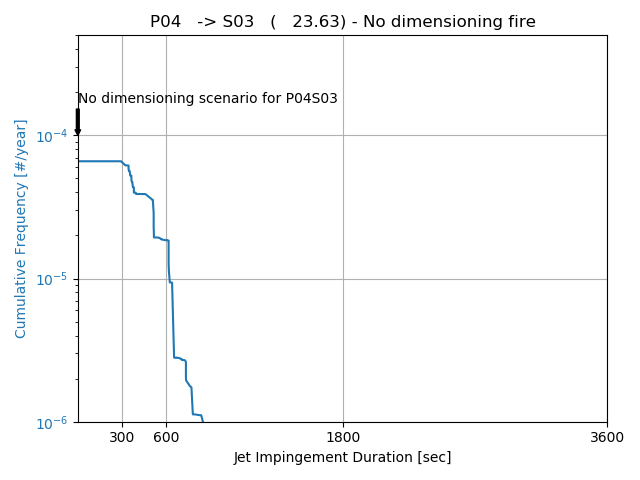 P04 -> S03 ( 23.63) - No dimensioning fire
No dimensioning scenario for P04S03
Cumulative Frequency [#/year]
10⁻⁴
10⁻⁵
10⁻⁶
300 600 1800 3600
Jet Impingement Duration [sec]